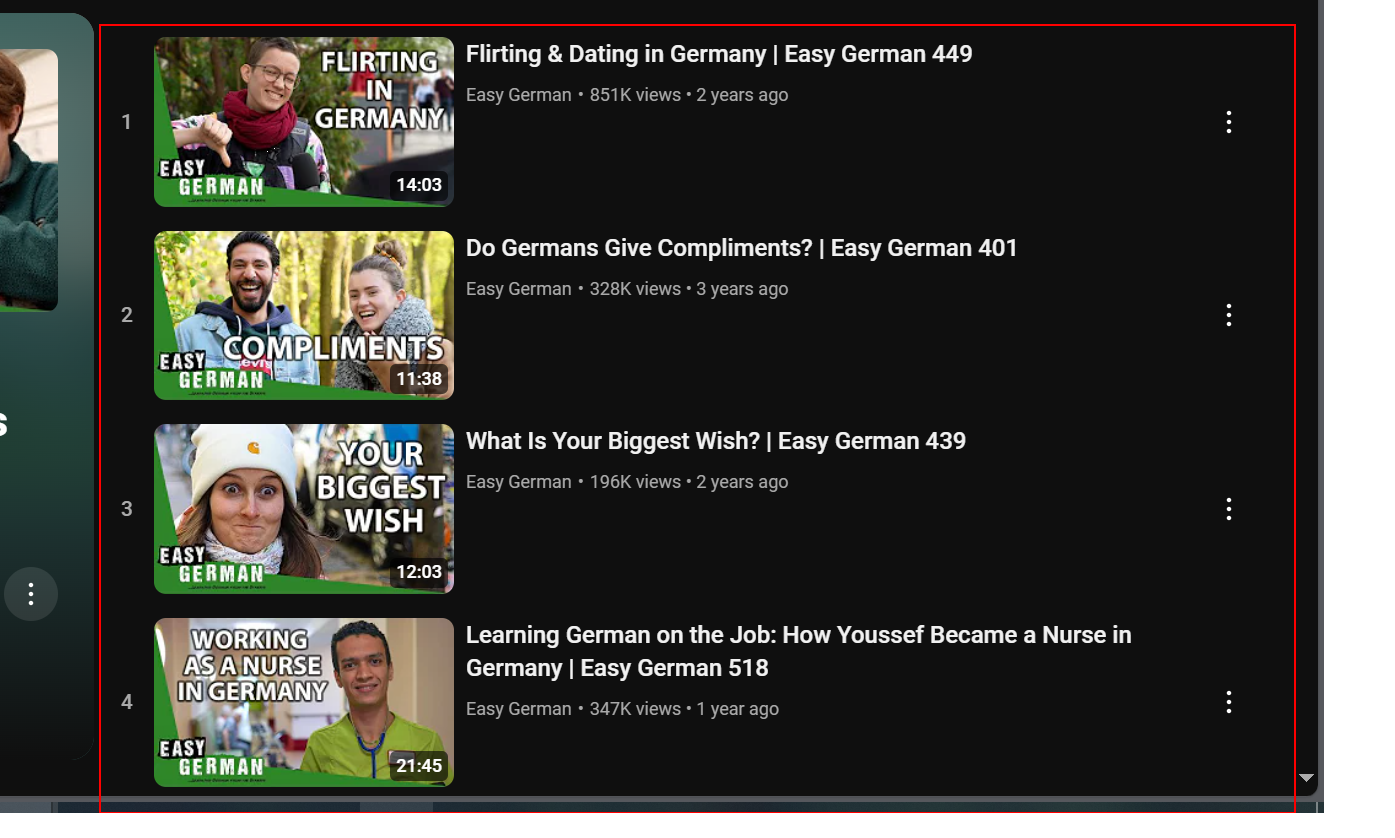 s
1
FLIRTING
IN
GERMANY
EASY
GERMAN
14:03
Flirting & Dating in Germany | Easy German 449
Easy German • 851K views • 2 years ago
2
COMPLIMENTS
EASY
GERMAN
11:38
Do Germans Give Compliments? | Easy German 401
Easy German • 328K views • 3 years ago
3
YOUR
BIGGEST
WISH
EASY
GERMAN
12:03
What Is Your Biggest Wish? | Easy German 439
Easy German • 196K views • 2 years ago
4
WORKING
AS A NURSE
IN GERMANY
EASY
GERMAN
21:45
Learning German on the Job: How Youssef Became a Nurse in
Germany | Easy German 518
Easy German • 347K views • 1 year ago